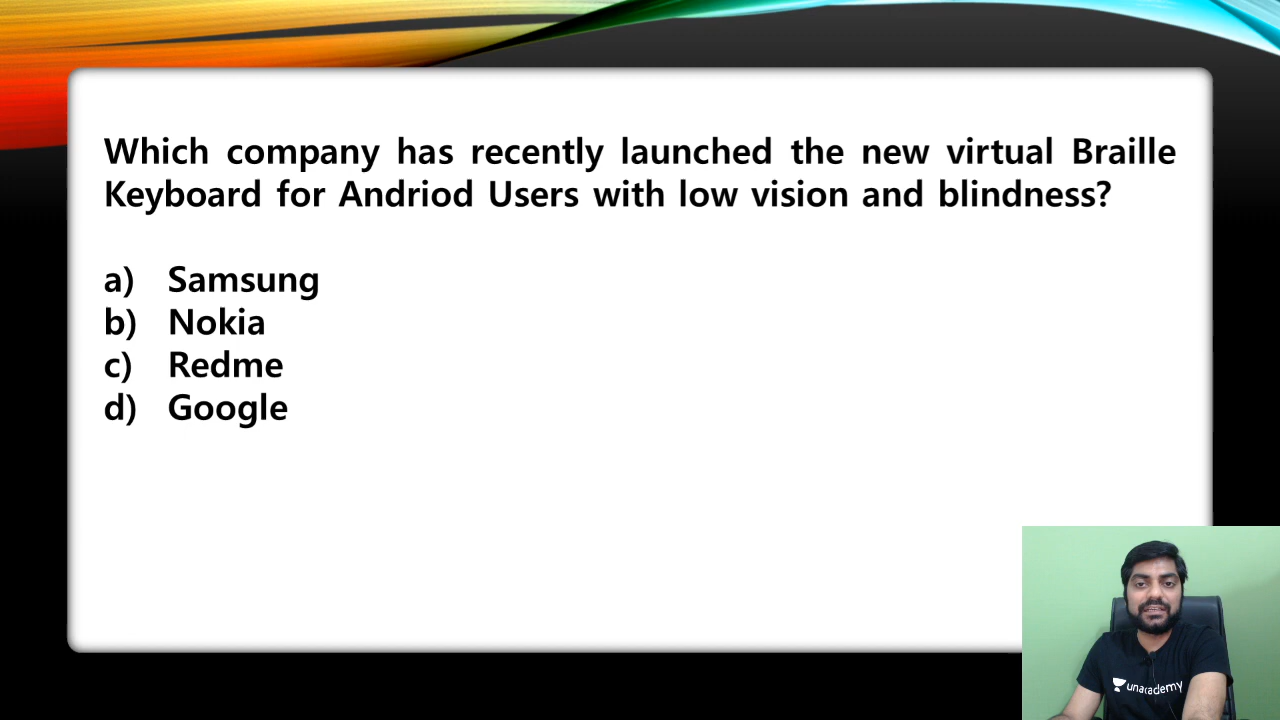 Which company has recently launched the new virtual Braille
Keyboard for Andriod Users with low vision and blindness?
a) Samsung
b) Nokia
c) Redme
d) Google
unacademy